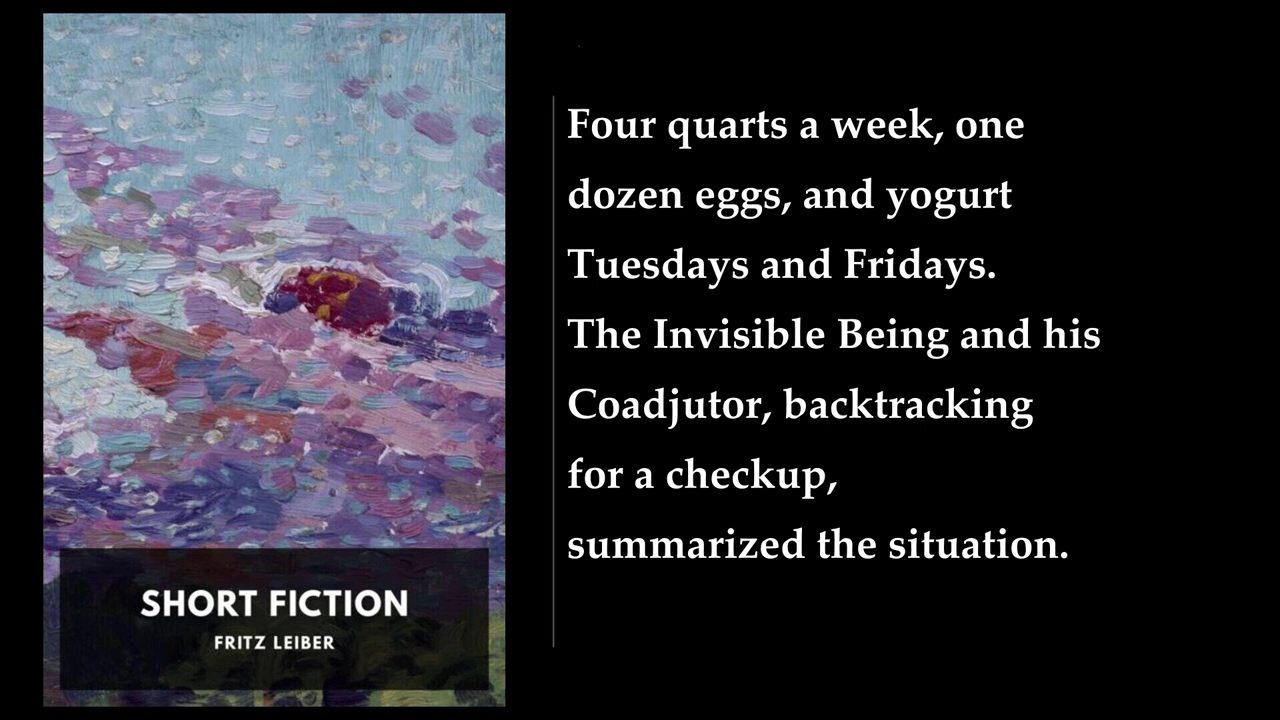 SHORT FICTION
FRITZ LEIBER
Four quarts a week, one
dozen eggs, and yogurt
Tuesdays and Fridays.
The Invisible Being and his
Coadjutor, backtracking
for a checkup,
summarized the situation.